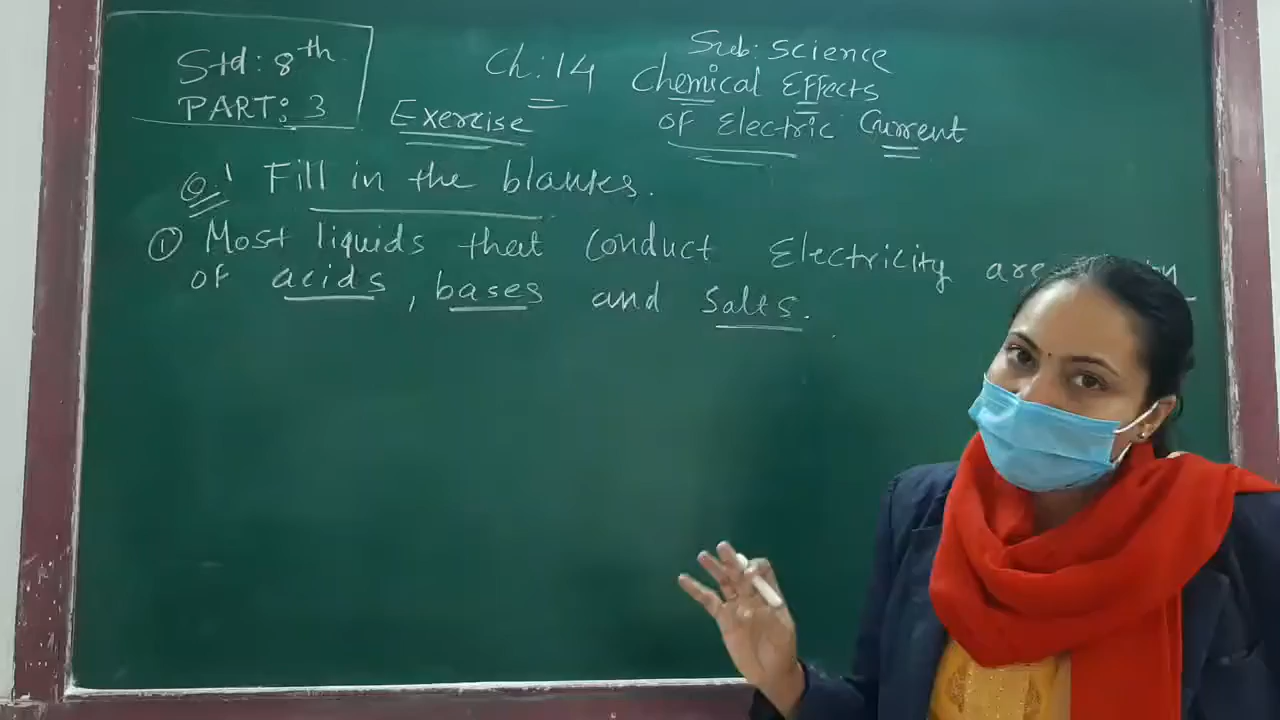 Std: 8th
PART: 3
Ch: 14
Sub: Science
Chemical Effects
of Electric Current
Exercise
Q.1 Fill in the blanks.
① Most liquids that conduct Electricity are
of acids, bases and Salts.